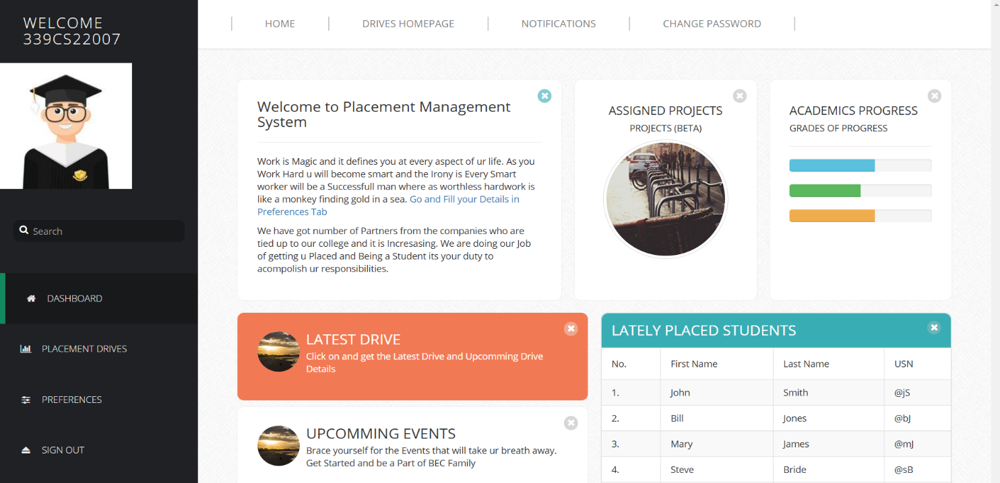 WELCOME
339CS22007
Search
DASHBOARD
PLACEMENT DRIVES
PREFERENCES
SIGN OUT
HOME
DRIVES HOMEPAGE
NOTIFICATIONS
CHANGE PASSWORD
Welcome to Placement Management
System
Work is Magic and it defines you at every aspect of ur life. As you
Work Hard u will become smart and the Irony is Every Smart
worker will be a Successfull man where as worthless hardwork is
like a monkey finding gold in a sea. Go and Fill your Details in
Preferences Tab
We have got number of Partners from the companies who are
tied up to our college and it is Incresasing. We are doing our Job
of getting u Placed and Being a Student its your duty to
acompolish ur responsibilities.
ASSIGNED PROJECTS
PROJECTS (BETA)
ACADEMICS PROGRESS
GRADES OF PROGRESS
LATEST DRIVE
Click on and get the Latest Drive and Upcomming Drive
Details
UPCOMMING EVENTS
Brace yourself for the Events that will take ur breath away.
Get Started and be a Part of BEC Family
LATELY PLACED STUDENTS
No. First Name Last Name USN
1. John Smith @jS
2. Bill Jones @bJ
3. Mary James @mJ
4. Steve Bride @sB